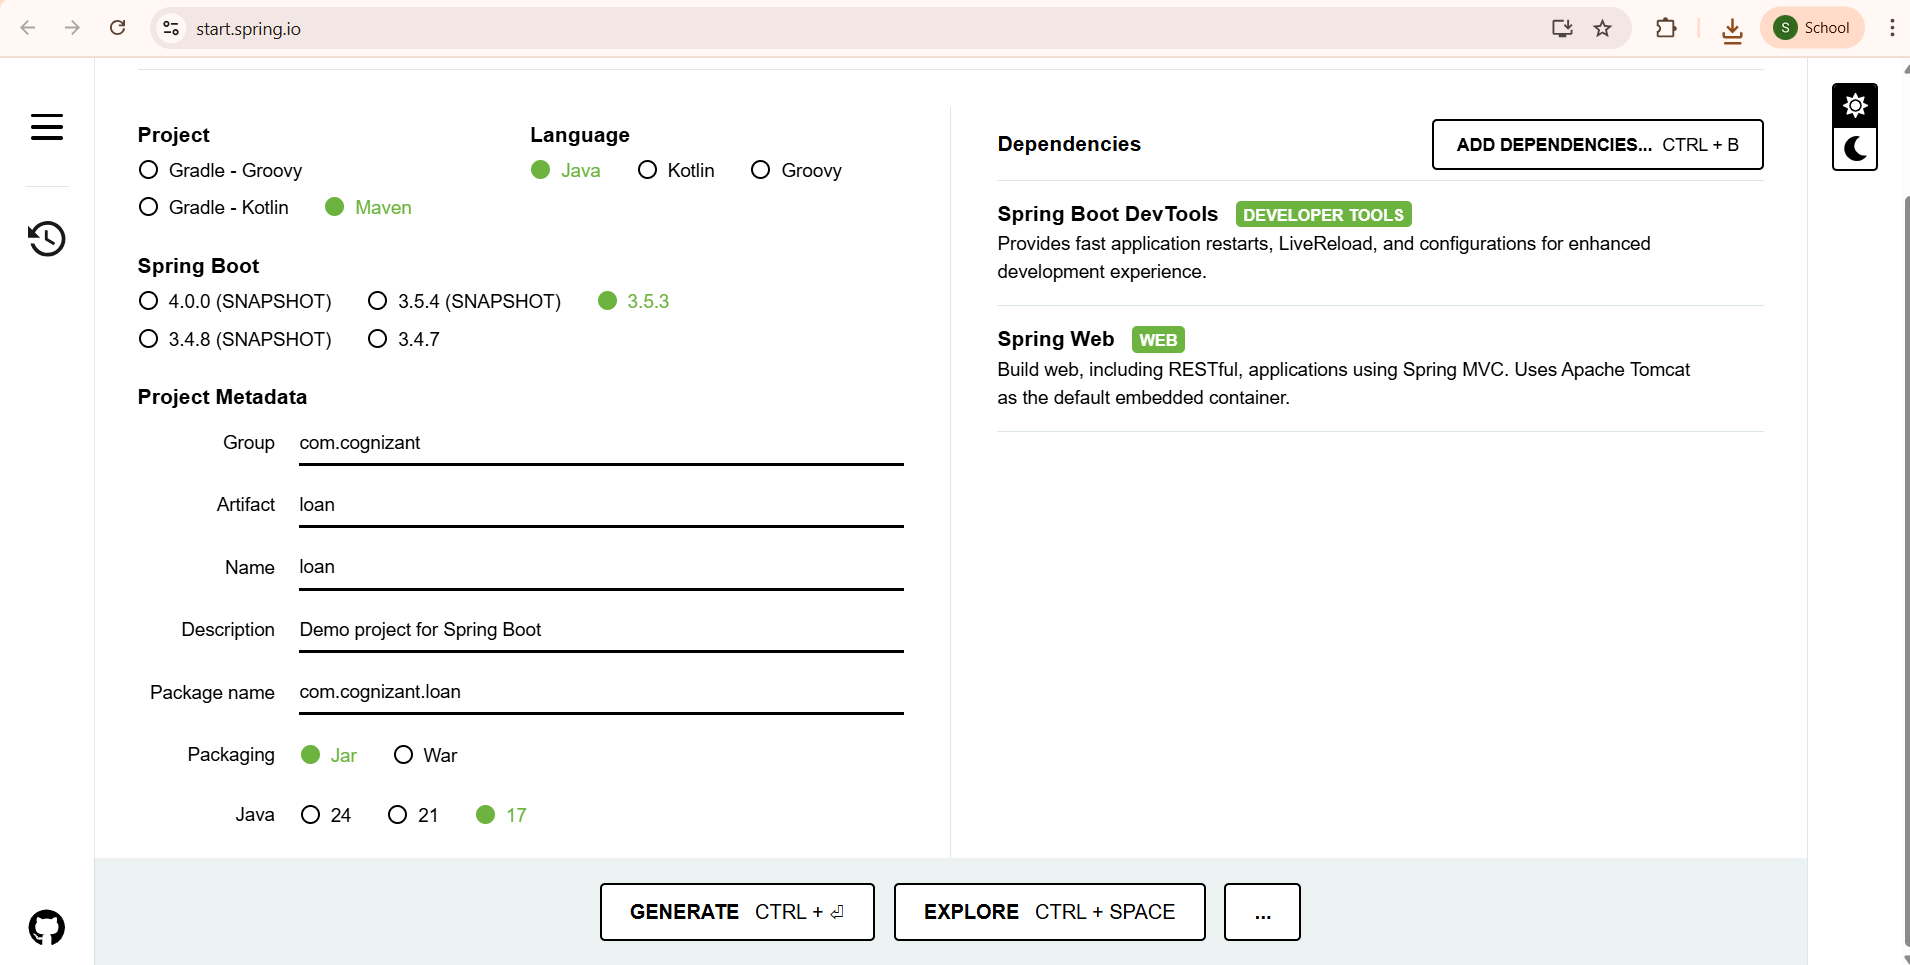 start.spring.io
S School
Project
Gradle - Groovy
Gradle - Kotlin Maven
Language
Java Kotlin Groovy
Spring Boot
4.0.0 (SNAPSHOT) 3.5.4 (SNAPSHOT) 3.5.3
3.4.8 (SNAPSHOT) 3.4.7
Project Metadata
Group com.cognizant
Artifact loan
Name loan
Description Demo project for Spring Boot
Package name com.cognizant.loan
Packaging Jar War
Java 24 21 17
Dependencies
ADD DEPENDENCIES... CTRL + B
Spring Boot DevTools DEVELOPER TOOLS
Provides fast application restarts, LiveReload, and configurations for enhanced
development experience.
Spring Web WEB
Build web, including RESTful, applications using Spring MVC. Uses Apache Tomcat
as the default embedded container.
GENERATE CTRL + ⏎
EXPLORE CTRL + SPACE
...